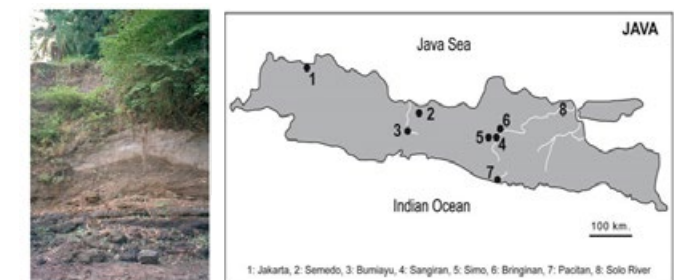 JAVA
Java Sea
1
2
3
6
8
5
4
7
Indian Ocean
100 km.
1: Jakarta, 2: Semedo, 3: Bumiayu, 4: Sangiran, 5: Simo, 6: Bringinan, 7: Pacitan, 8: Solo River